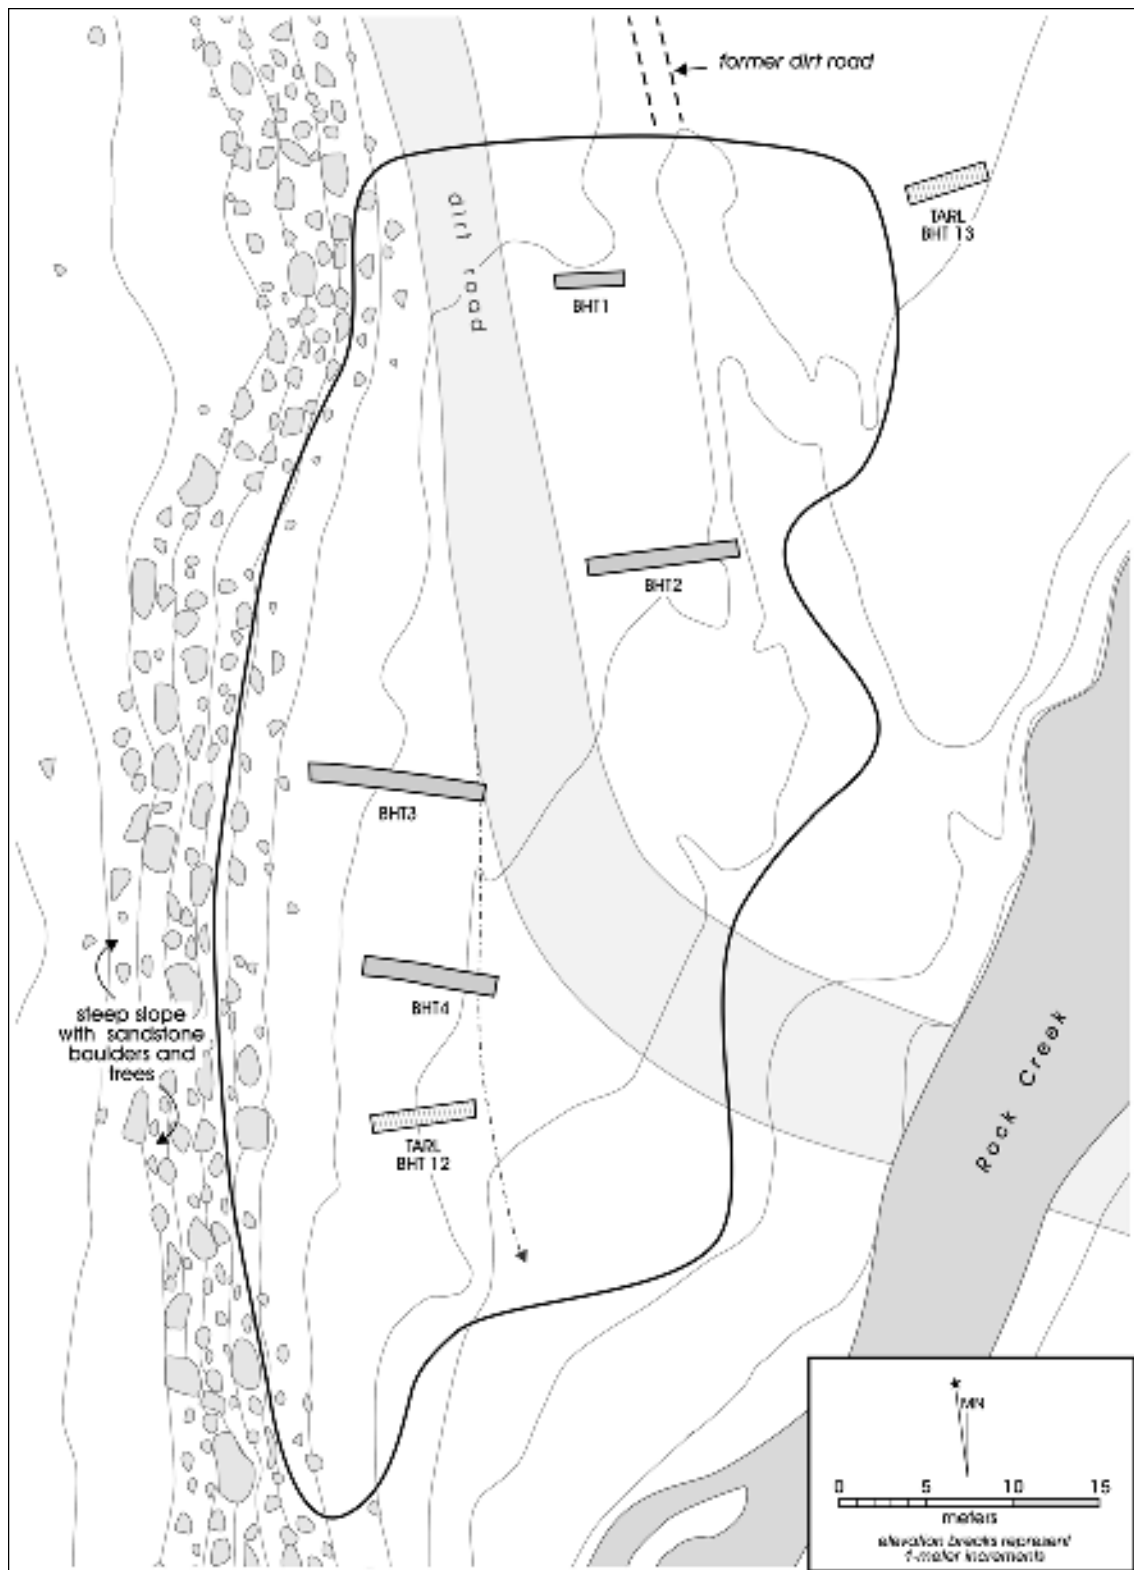 former dirt road
TARL
BHT 13
dirt road
BHT1
BHT2
BHT3
BHT4
steep slope
with sandstone
boulders and
trees
TARL
BHT 12
Rock Creek
MN
0 5 10 15
meters
elevation breaks represent
1-meter increments